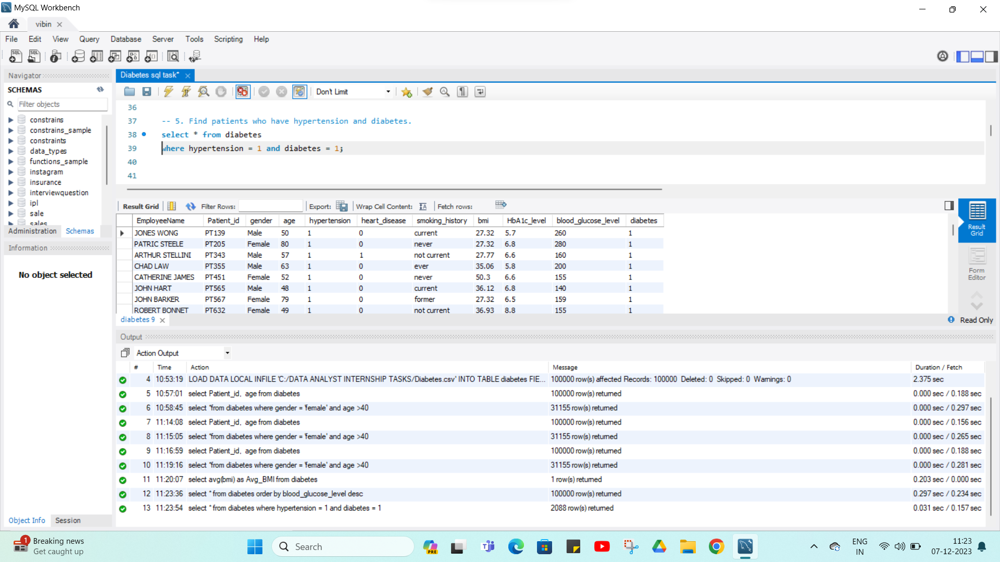 MySQL Workbench
vibin
File Edit View Query Database Server Tools Scripting Help
Navigator
SCHEMAS
Filter objects
constrains
constrains_sample
constraints
data_types
functions_sample
instagram
insurance
interviewquestion
ipl
sale
sales
Administration Schemas
Information
No object selected
Object Info Session
Diabetes sql task*
Don't Limit
36
37 -- 5. Find patients who have hypertension and diabetes.
38 select * from diabetes
39 where hypertension = 1 and diabetes = 1;
40
41
Result Grid Filter Rows: Export: Wrap Cell Content: Fetch rows:
EmployeeName Patient_id gender age hypertension heart_disease smoking_history bmi HbA1c_level blood_glucose_level diabetes
JONES WONG PT139 Male 50 1 0 current 27.32 5.7 260 1
PATRIC STEELE PT205 Female 80 1 0 never 27.32 6.8 280 1
ARTHUR STELLINI PT343 Male 57 1 1 not current 27.77 6.6 160 1
CHAD LAW PT355 Male 63 1 0 ever 35.06 5.8 200 1
CATHERINE JAMES PT451 Female 52 1 0 never 50.3 6.6 155 1
JOHN HART PT565 Male 48 1 0 current 36.12 6.8 140 1
JOHN BARKER PT567 Female 79 1 0 former 27.32 6.5 159 1
ROBERT BONNET PT632 Female 49 1 0 not current 36.93 8.8 155 1
Result Grid
Form Editor
diabetes 9
Read Only
Output
Action Output
# Time Action Message Duration / Fetch
4 10:53:19 LOAD DATA LOCAL INFILE 'C:/DATA ANALYST INTERNSHIP TASKS/Diabetes.csv' INTO TABLE diabetes FIE... 100000 row(s) affected Records: 100000 Deleted: 0 Skipped: 0 Warnings: 0 2.375 sec
5 10:57:01 select Patient_id, age from diabetes 100000 row(s) returned 0.000 sec / 0.188 sec
6 10:58:45 select *from diabetes where gender = 'female' and age >40 31155 row(s) returned 0.000 sec / 0.297 sec
7 11:14:08 select Patient_id, age from diabetes 100000 row(s) returned 0.000 sec / 0.156 sec
8 11:15:05 select *from diabetes where gender = 'female' and age >40 31155 row(s) returned 0.000 sec / 0.265 sec
9 11:16:59 select Patient_id, age from diabetes 100000 row(s) returned 0.000 sec / 0.188 sec
10 11:19:16 select *from diabetes where gender = 'female' and age >40 31155 row(s) returned 0.000 sec / 0.281 sec
11 11:20:07 select avg(bmi) as Avg_BMI from diabetes 1 row(s) returned 0.203 sec / 0.000 sec
12 11:23:36 select * from diabetes order by blood_glucose_level desc 100000 row(s) returned 0.297 sec / 0.234 sec
13 11:23:54 select * from diabetes where hypertension = 1 and diabetes = 1 2088 row(s) returned 0.031 sec / 0.157 sec
1
Breaking news
Get caught up
Search
PRE
ENG
IN
11:23
07-12-2023